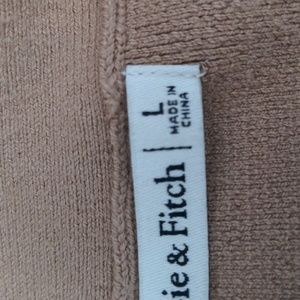 ie & Fitch | L
MADE IN
CHINA